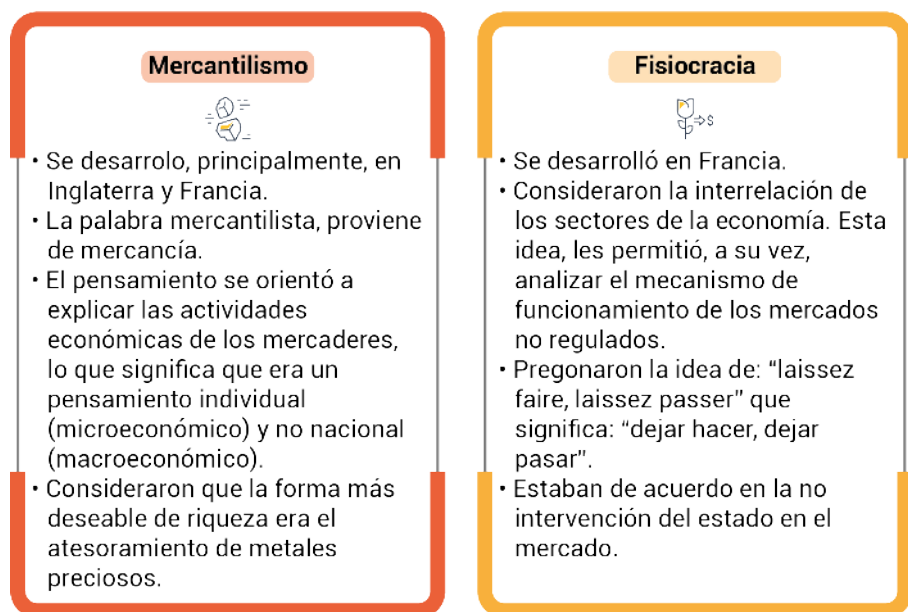 Mercantilismo
• Se desarrolo, principalmente, en
Inglaterra y Francia.
• La palabra mercantilista, proviene
de mercancía.
• El pensamiento se orientó a
explicar las actividades
económicas de los mercaderes,
lo que significa que era un
pensamiento individual
(microeconómico) y no nacional
(macroeconómico).
• Consideraron que la forma más
deseable de riqueza era el
atesoramiento de metales
preciosos.
Fisiocracia
$
• Se desarrolló en Francia.
• Consideraron la interrelación de
los sectores de la economía. Esta
idea, les permitió, a su vez,
analizar el mecanismo de
funcionamiento de los mercados
no regulados.
• Pregonaron la idea de: “laissez
faire, laissez passer” que
significa: “dejar hacer, dejar
pasar”.
• Estaban de acuerdo en la no
intervención del estado en el
mercado.